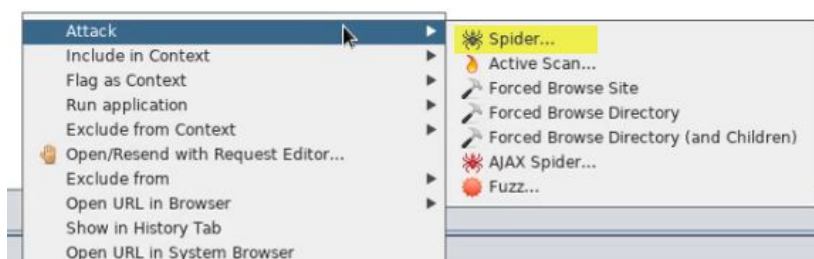 Attack
Include in Context
Flag as Context
Run application
Exclude from Context
Open/Resend with Request Editor...
Exclude from
Open URL in Browser
Show in History Tab
Open URL in System Browser
Spider...
Active Scan...
Forced Browse Site
Forced Browse Directory
Forced Browse Directory (and Children)
AJAX Spider...
Fuzz...